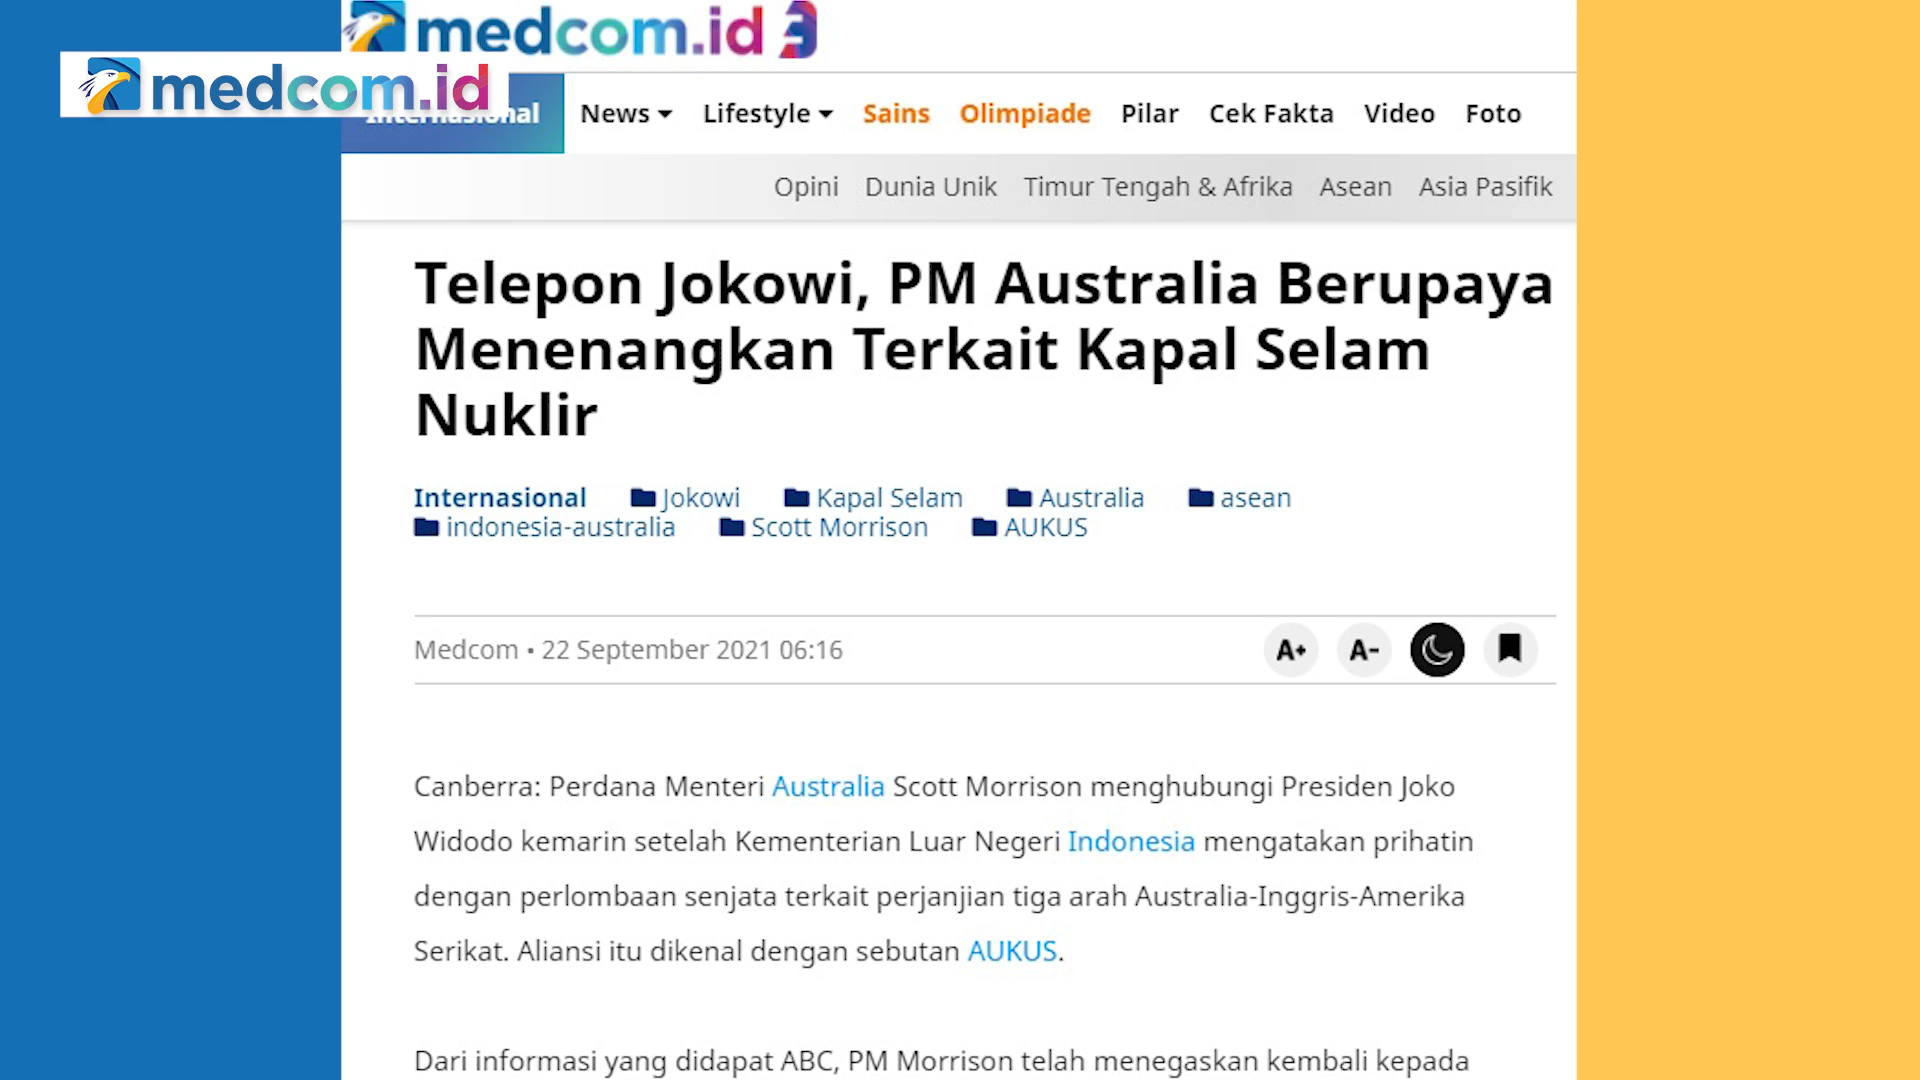 medcom.id
medcom.id
Internasional News Lifestyle Sains Olimpiade Pilar Cek Fakta Video Foto
Opini Dunia Unik Timur Tengah & Afrika Asean Asia Pasifik
Telepon Jokowi, PM Australia Berupaya
Menenangkan Terkait Kapal Selam
Nuklir
Internasional Jokowi Kapal Selam Australia asean
indonesia-australia Scott Morrison AUKUS
Medcom • 22 September 2021 06:16 A+ A-
Canberra: Perdana Menteri Australia Scott Morrison menghubungi Presiden Joko
Widodo kemarin setelah Kementerian Luar Negeri Indonesia mengatakan prihatin
dengan perlombaan senjata terkait perjanjian tiga arah Australia-Inggris-Amerika
Serikat. Aliansi itu dikenal dengan sebutan AUKUS.
Dari informasi yang didapat ABC, PM Morrison telah menegaskan kembali kepada